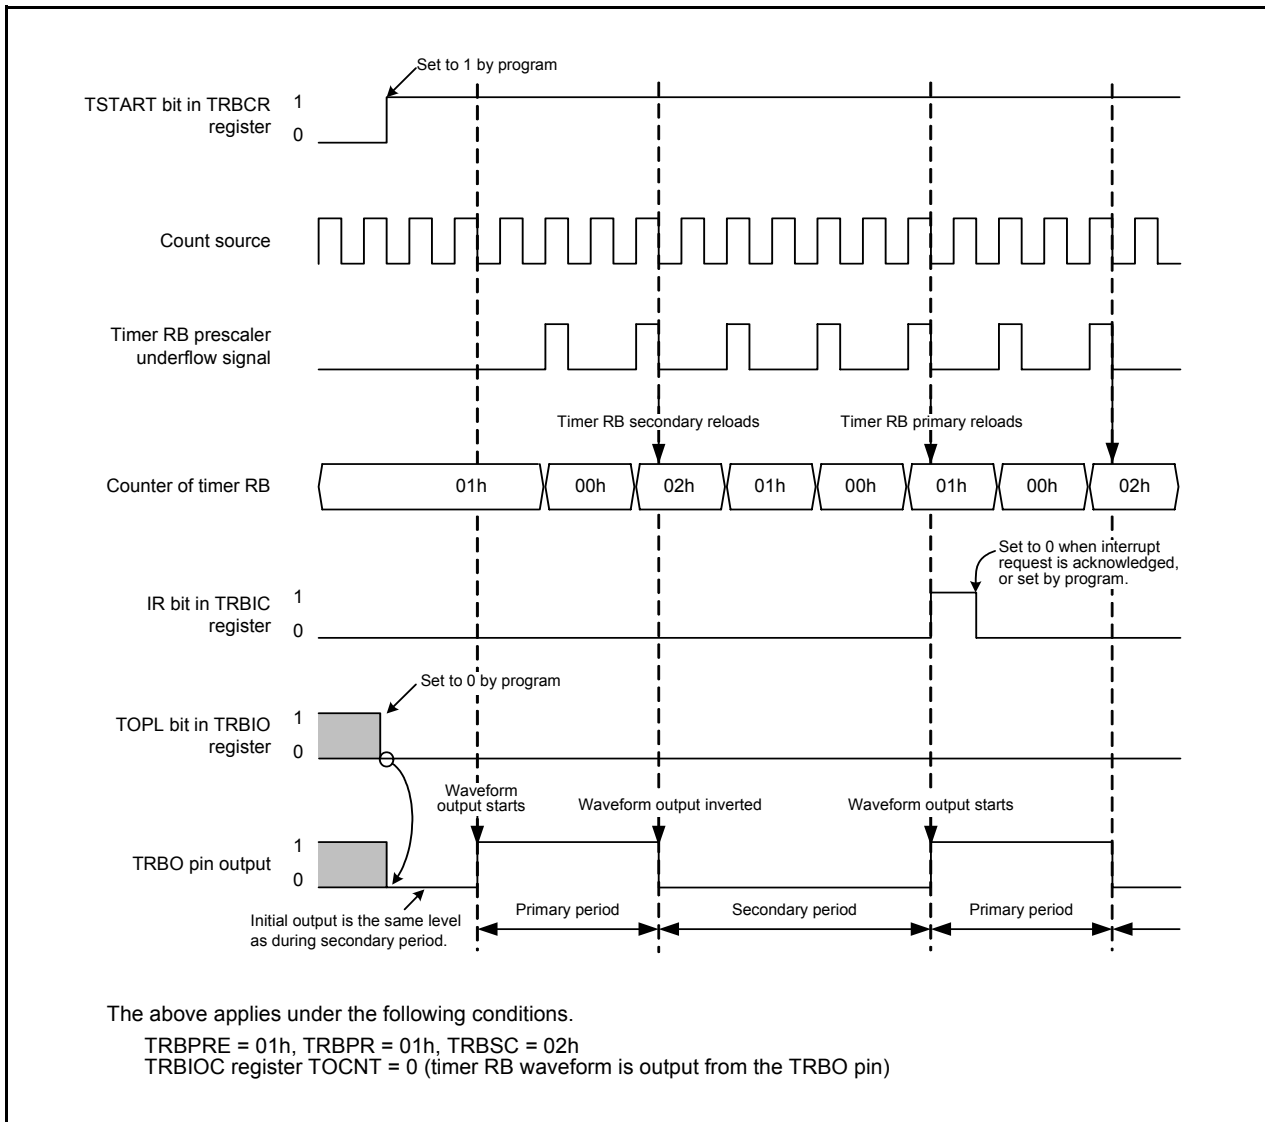 Set to 1 by program
TSTART bit in TRBCR
register
1
0
Count source
Timer RB prescaler
underflow signal
Timer RB secondary reloads
Timer RB primary reloads
Counter of timer RB
01h
00h
02h
01h
00h
01h
00h
02h
Set to 0 when interrupt
request is acknowledged,
or set by program.
IR bit in TRBIC
register
1
0
Set to 0 by program
TOPL bit in TRBIO
register
1
0
Waveform
output starts
Waveform output inverted
Waveform output starts
TRBO pin output
1
0
Initial output is the same level
as during secondary period.
Primary period
Secondary period
Primary period
The above applies under the following conditions.
TRBPRE = 01h, TRBPR = 01h, TRBSC = 02h
TRBIOC register TOCNT = 0 (timer RB waveform is output from the TRBO pin)